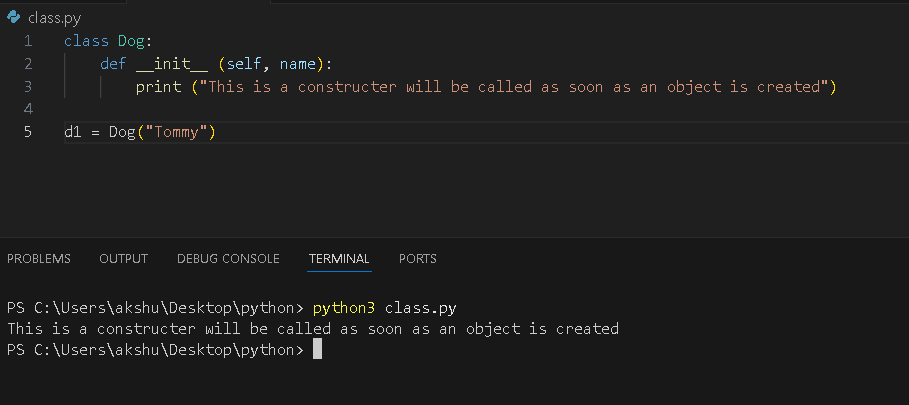 class.py
1 class Dog:
2 def __init__ (self, name):
3 print ("This is a constructer will be called as soon as an object is created")
4
5 d1 = Dog("Tommy")
PROBLEMS OUTPUT DEBUG CONSOLE TERMINAL PORTS
PS C:\Users\akshu\Desktop\python> python3 class.py
This is a constructer will be called as soon as an object is created
PS C:\Users\akshu\Desktop\python>